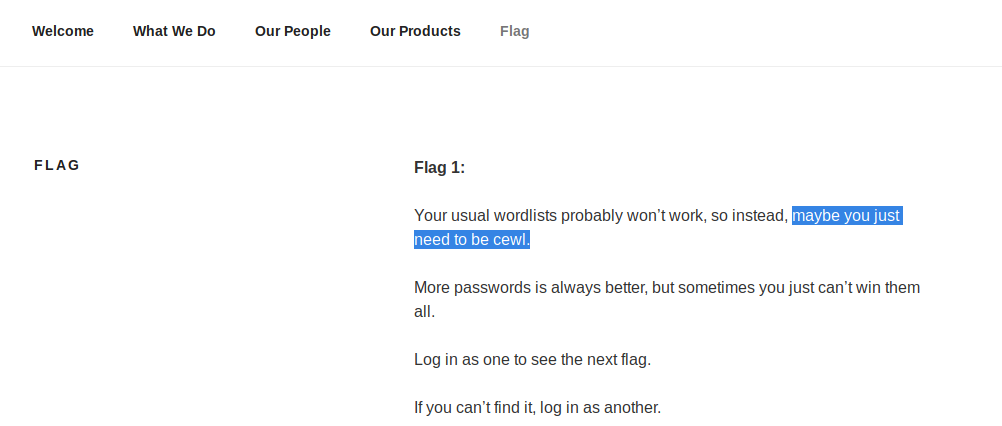 Welcome What We Do Our People Our Products Flag
FLAG
Flag 1:
Your usual wordlists probably won’t work, so instead, maybe you just
need to be cewl.
More passwords is always better, but sometimes you just can’t win them
all.
Log in as one to see the next flag.
If you can’t find it, log in as another.